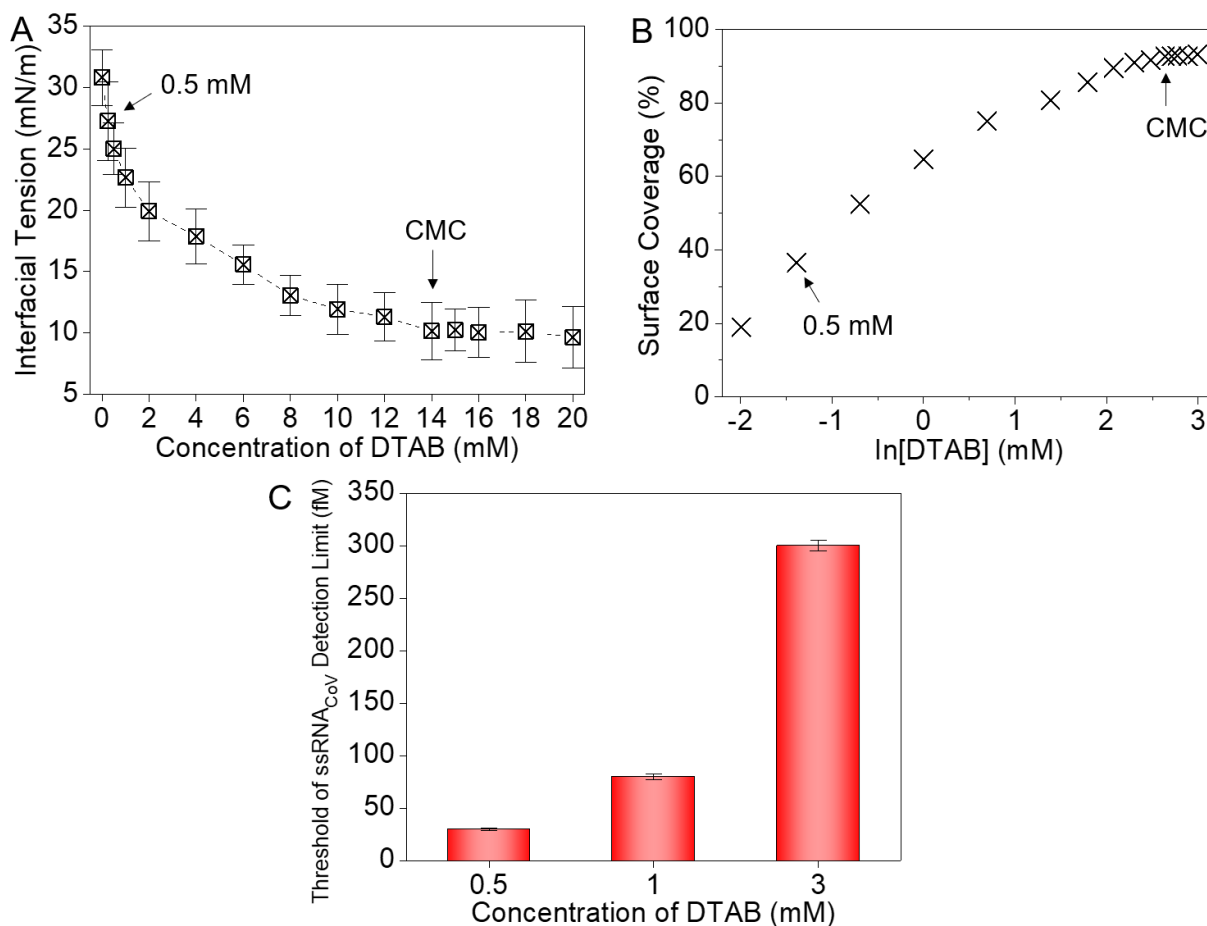 A
Interfacial Tension (mN/m)
35
30
25
20
15
10
5
0.5 mM
CMC
0 2 4 6 8 10 12 14 16 18 20
Concentration of DTAB (mM)
B
Surface Coverage (%)
100
80
60
40
20
0
CMC
0.5 mM
-2 -1 0 1 2 3
ln[DTAB] (mM)
C
Threshold of ssRNA_CoV Detection Limit (fM)
350
300
250
200
150
100
50
0
0.5 1 3
Concentration of DTAB (mM)